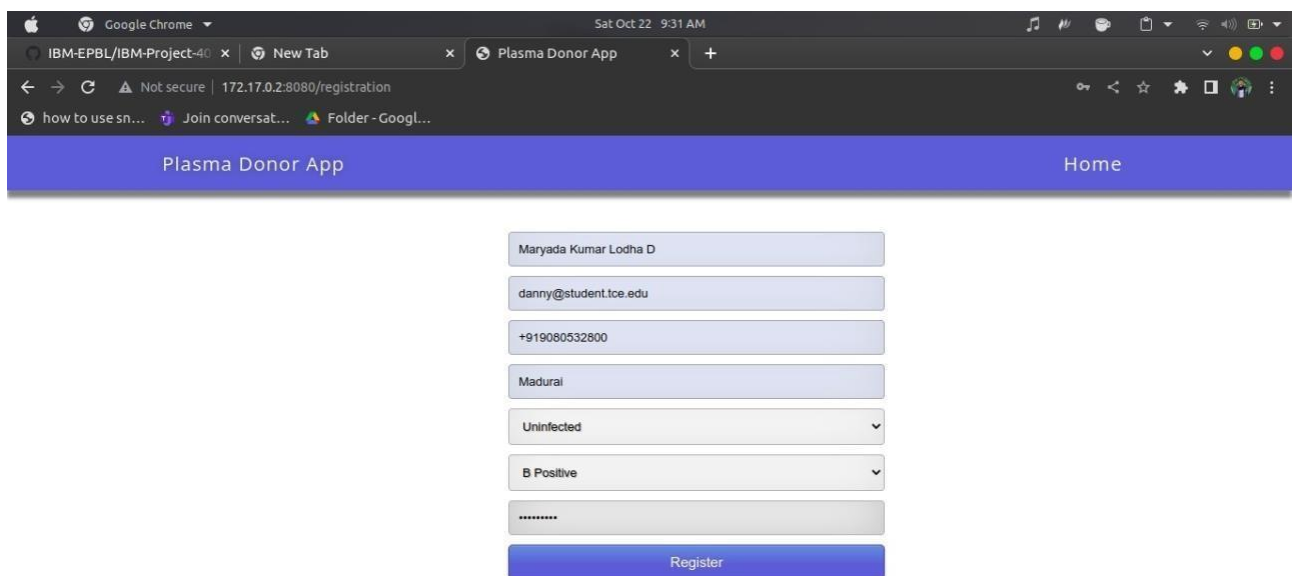 Google Chrome Sat Oct 22 9:31 AM
IBM-EPBL/IBM-Project-40 New Tab Plasma Donor App
Not secure | 172.17.0.2:8080/registration
how to use sn... Join conversat... Folder - Googl...
Plasma Donor App Home
Maryada Kumar Lodha D
danny@student.tce.edu
+919080532800
Madurai
Uninfected
B Positive
•••••••••
Register